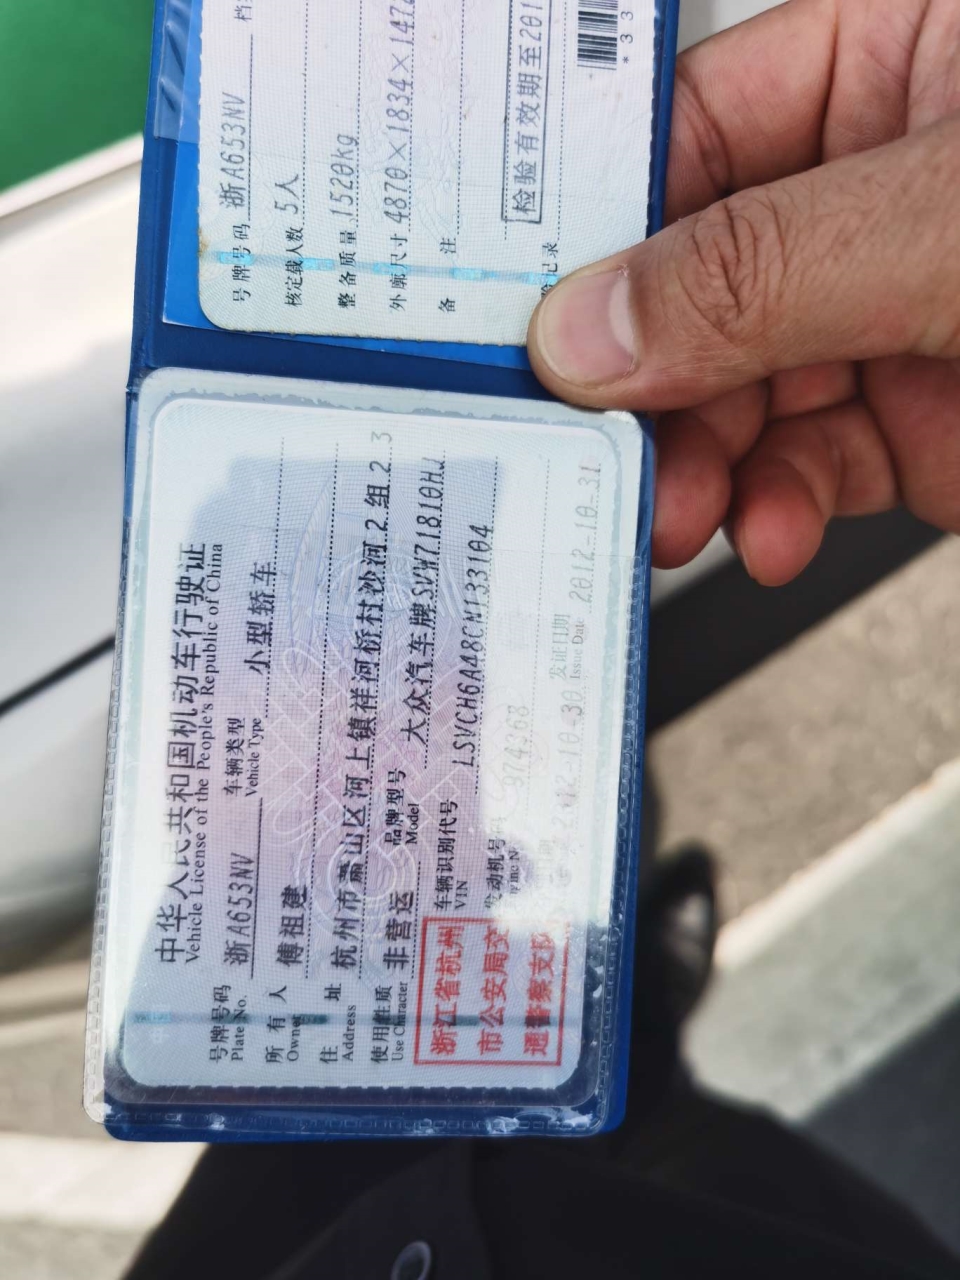 号牌号码 浙A653NV 档
核定载人数 5人
整备质量 1520kg
外廓尺寸 4870×1834×147
备 注
检验有效期至201
记录
*33
中华人民共和国机动车行驶证
Vehicle License of the People's Republic of China
号牌号码 浙A653NV 车辆类型 小型轿车
Plate No. Vehicle Type
所有人 傅祖建
Owner
住址 杭州市萧山区河上镇祥河桥村沙河2组23
Address
使用性质 非营运 品牌型号 大众汽车牌SVW71810HJ
Use Character Model
浙江省杭州市公安局交通警察支队
车辆识别代号 LSVCH6A48CN133104
VIN
发动机号码 974368
2012-10-30 发证日期 2012-10-31
Issue Date